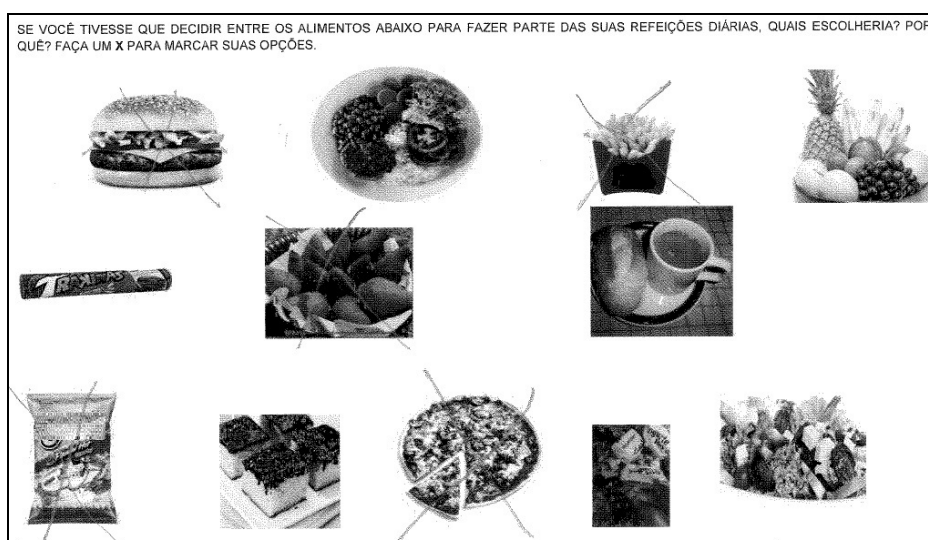 SE VOCÊ TIVESSE QUE DECIDIR ENTRE OS ALIMENTOS ABAIXO PARA FAZER PARTE DAS SUAS REFEIÇÕES DIÁRIAS, QUAIS ESCOLHERIA? POR
QUÊ? FAÇA UM X PARA MARCAR SUAS OPÇÕES.
TRAKINAS